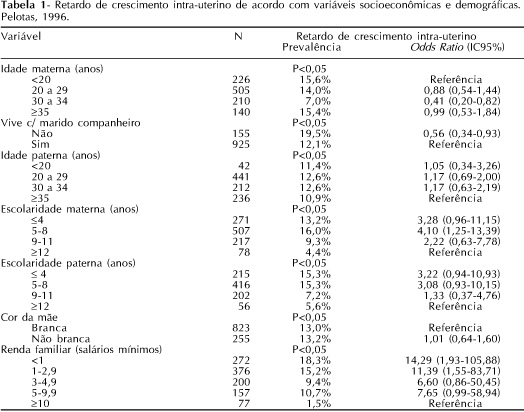 Tabela 1- Retardo de crescimento intra-uterino de acordo com variáveis socioeconômicas e demográficas.
Pelotas, 1996.
Variável N Retardo de crescimento intra-uterino
Prevalência Odds Ratio (IC95%)
Idade materna (anos) P<0,05
<20 226 15,6% Referência
20 a 29 505 14,0% 0,88 (0,54-1,44)
30 a 34 210 7,0% 0,41 (0,20-0,82)
≥35 140 15,4% 0,99 (0,53-1,84)
Vive c/ marido companheiro P<0,05
Não 155 19,5% 0,56 (0,34-0,93)
Sim 925 12,1% Referência
Idade paterna (anos) P<0,05
<20 42 11,4% 1,05 (0,34-3,26)
20 a 29 441 12,6% 1,17 (0,69-2,00)
30 a 34 212 12,6% 1,17 (0,63-2,19)
≥35 236 10,9% Referência
Escolaridade materna (anos) P<0,05
≤4 271 13,2% 3,28 (0,96-11,15)
5-8 507 16,0% 4,10 (1,25-13,39)
9-11 217 9,3% 2,22 (0,63-7,78)
≥12 78 4,4% Referência
Escolaridade paterna (anos) P<0,05
≤ 4 215 15,3% 3,22 (0,94-10,93)
5-8 416 15,3% 3,08 (0,93-10,15)
9-11 202 7,2% 1,33 (0,37-4,76)
≥12 56 5,6% Referência
Cor da mãe P<0,05
Branca 823 13,0% Referência
Não branca 255 13,2% 1,01 (0,64-1,60)
Renda familiar (salários mínimos) P<0,05
<1 272 18,3% 14,29 (1,93-105,88)
1-2,9 376 15,2% 11,39 (1,55-83,71)
3-4,9 200 9,4% 6,60 (0,86-50,45)
5-9,9 157 10,7% 7,65 (0,99-58,94)
≥10 77 1,5% Referência